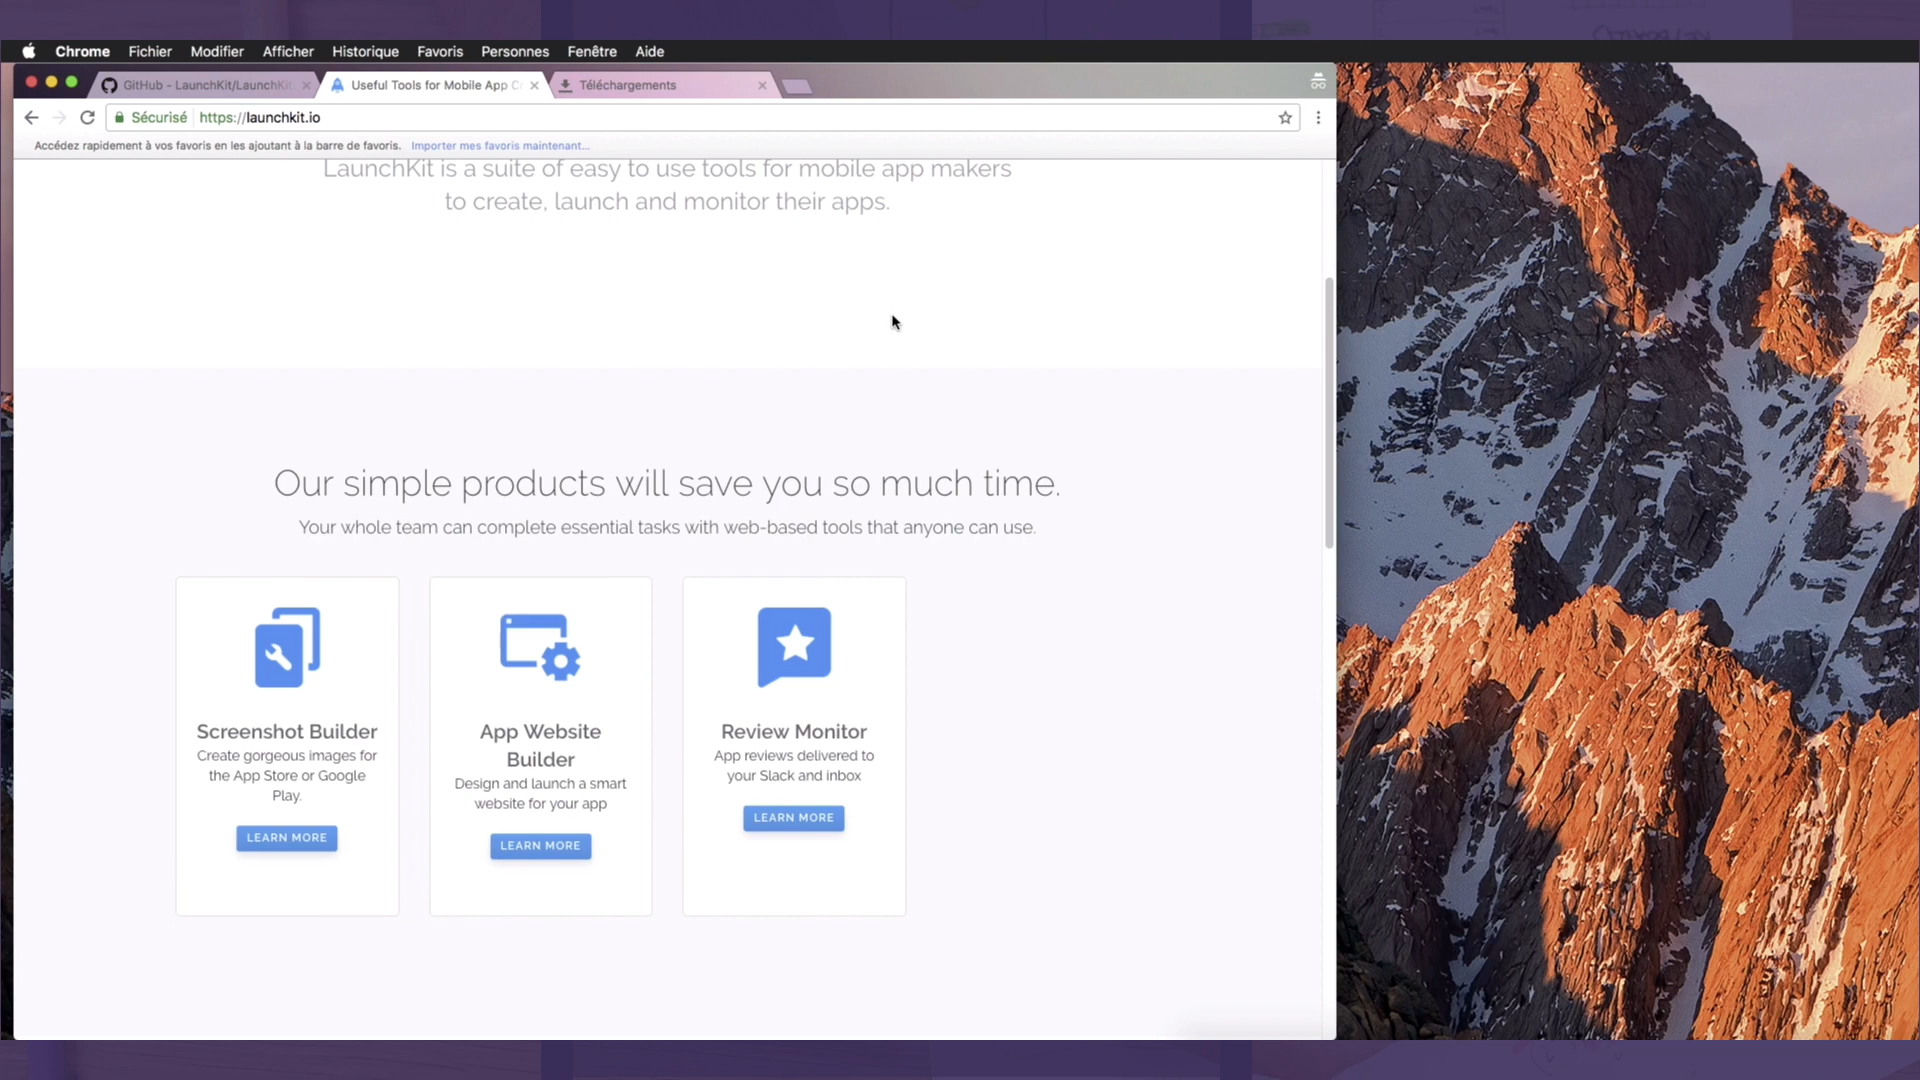 Chrome Fichier Modifier Afficher Historique Favoris Personnes Fenêtre Aide
GitHub - LaunchKit/LaunchKit:
Useful Tools for Mobile App
Téléchargements
Sécurisé https://launchkit.io
Accédez rapidement à vos favoris en les ajoutant à la barre de favoris. Importer mes favoris maintenant...
LaunchKit is a suite of easy to use tools for mobile app makers
to create, launch and monitor their apps.
Our simple products will save you so much time.
Your whole team can complete essential tasks with web-based tools that anyone can use.
Screenshot Builder
Create gorgeous images for
the App Store or Google
Play.
LEARN MORE
App Website
Builder
Design and launch a smart
website for your app
LEARN MORE
Review Monitor
App reviews delivered to
your Slack and inbox
LEARN MORE